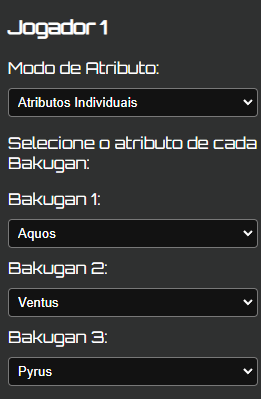 Jogador 1
Modo de Atributo:
Atributos Individuais
Selecione o atributo de cada
Bakugan:
Bakugan 1:
Aquos
Bakugan 2:
Ventus
Bakugan 3:
Pyrus